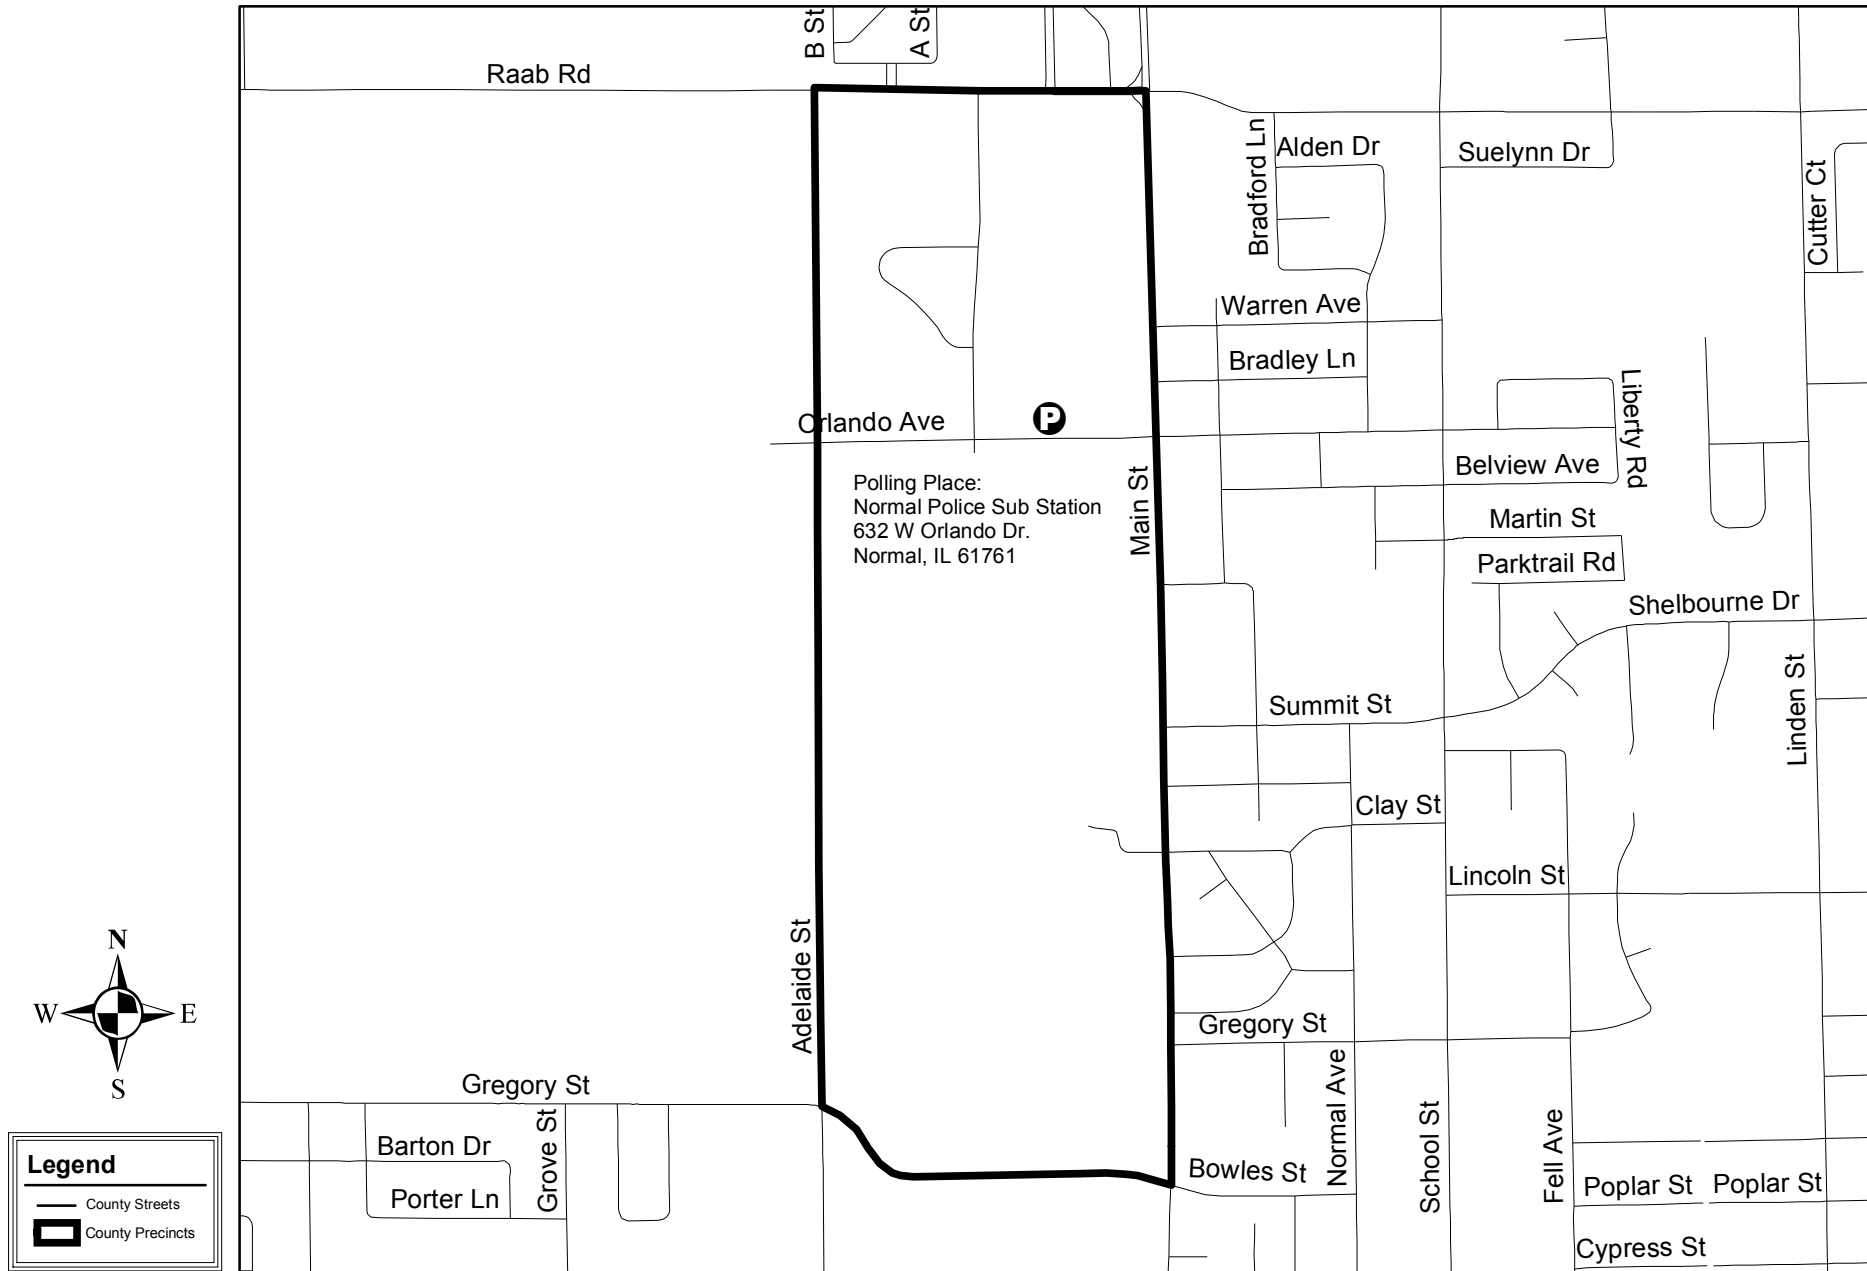 B St
A St
Raab Rd
Bradford Ln
Alden Dr
Suelynn Dr
Cutter Ct
Warren Ave
Bradley Ln
Orlando Ave
P
Liberty Rd
Belview Ave
Polling Place:
Normal Police Sub Station
632 W Orlando Dr.
Normal, IL 61761
Main St
Martin St
Parktrail Rd
Shelbourne Dr
Linden St
Summit St
Clay St
Lincoln St
Adelaide St
N
W
E
S
Gregory St
Gregory St
Normal Ave
School St
Fell Ave
Barton Dr
Grove St
Porter Ln
Bowles St
Poplar St
Poplar St
Cypress St
Legend
County Streets
County Precincts